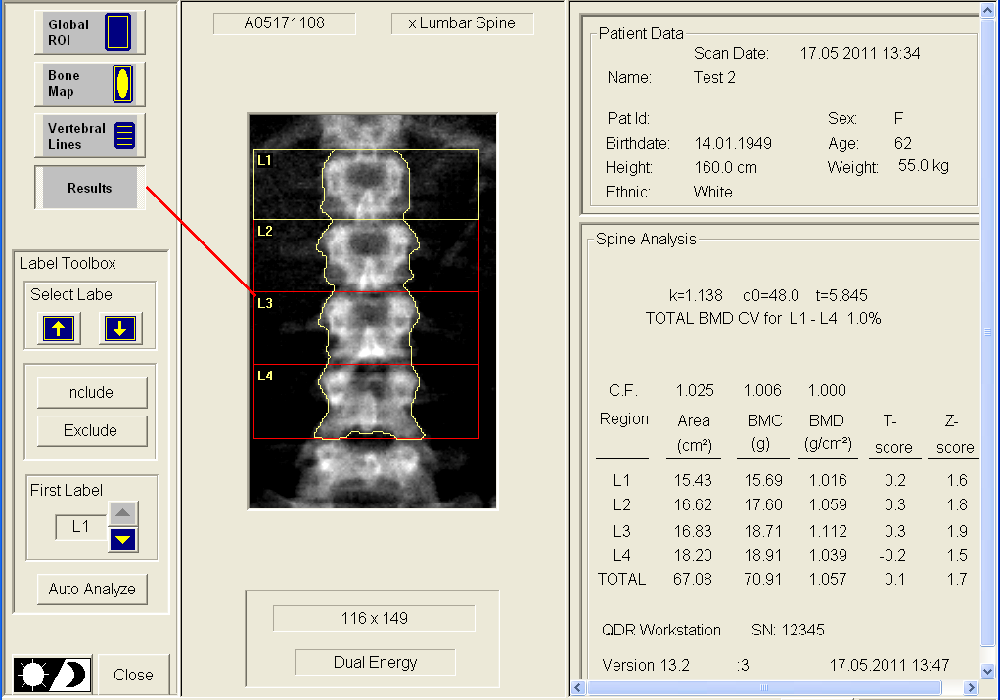 Global
ROI
Bone
Map
Vertebral
Lines
Results
Label Toolbox
Select Label
Include
Exclude
First Label
L1
Auto Analyze
Close
A05171108
x Lumbar Spine
L1
L2
L3
L4
116 x 149
Dual Energy
Patient Data
Scan Date: 17.05.2011 13:34
Name: Test 2
Pat Id: Sex: F
Birthdate: 14.01.1949 Age: 62
Height: 160.0 cm Weight: 55.0 kg
Ethnic: White
Spine Analysis
k=1.138 d0=48.0 t=5.845
TOTAL BMD CV for L1 - L4 1.0%
C.F. 1.025 1.006 1.000
Region Area BMC BMD T- Z-
(cm²) (g) (g/cm²) score score
L1 15.43 15.69 1.016 0.2 1.6
L2 16.62 17.60 1.059 0.3 1.8
L3 16.83 18.71 1.112 0.3 1.9
L4 18.20 18.91 1.039 -0.2 1.5
TOTAL 67.08 70.91 1.057 0.1 1.7
QDR Workstation SN: 12345
Version 13.2 :3 17.05.2011 13:47